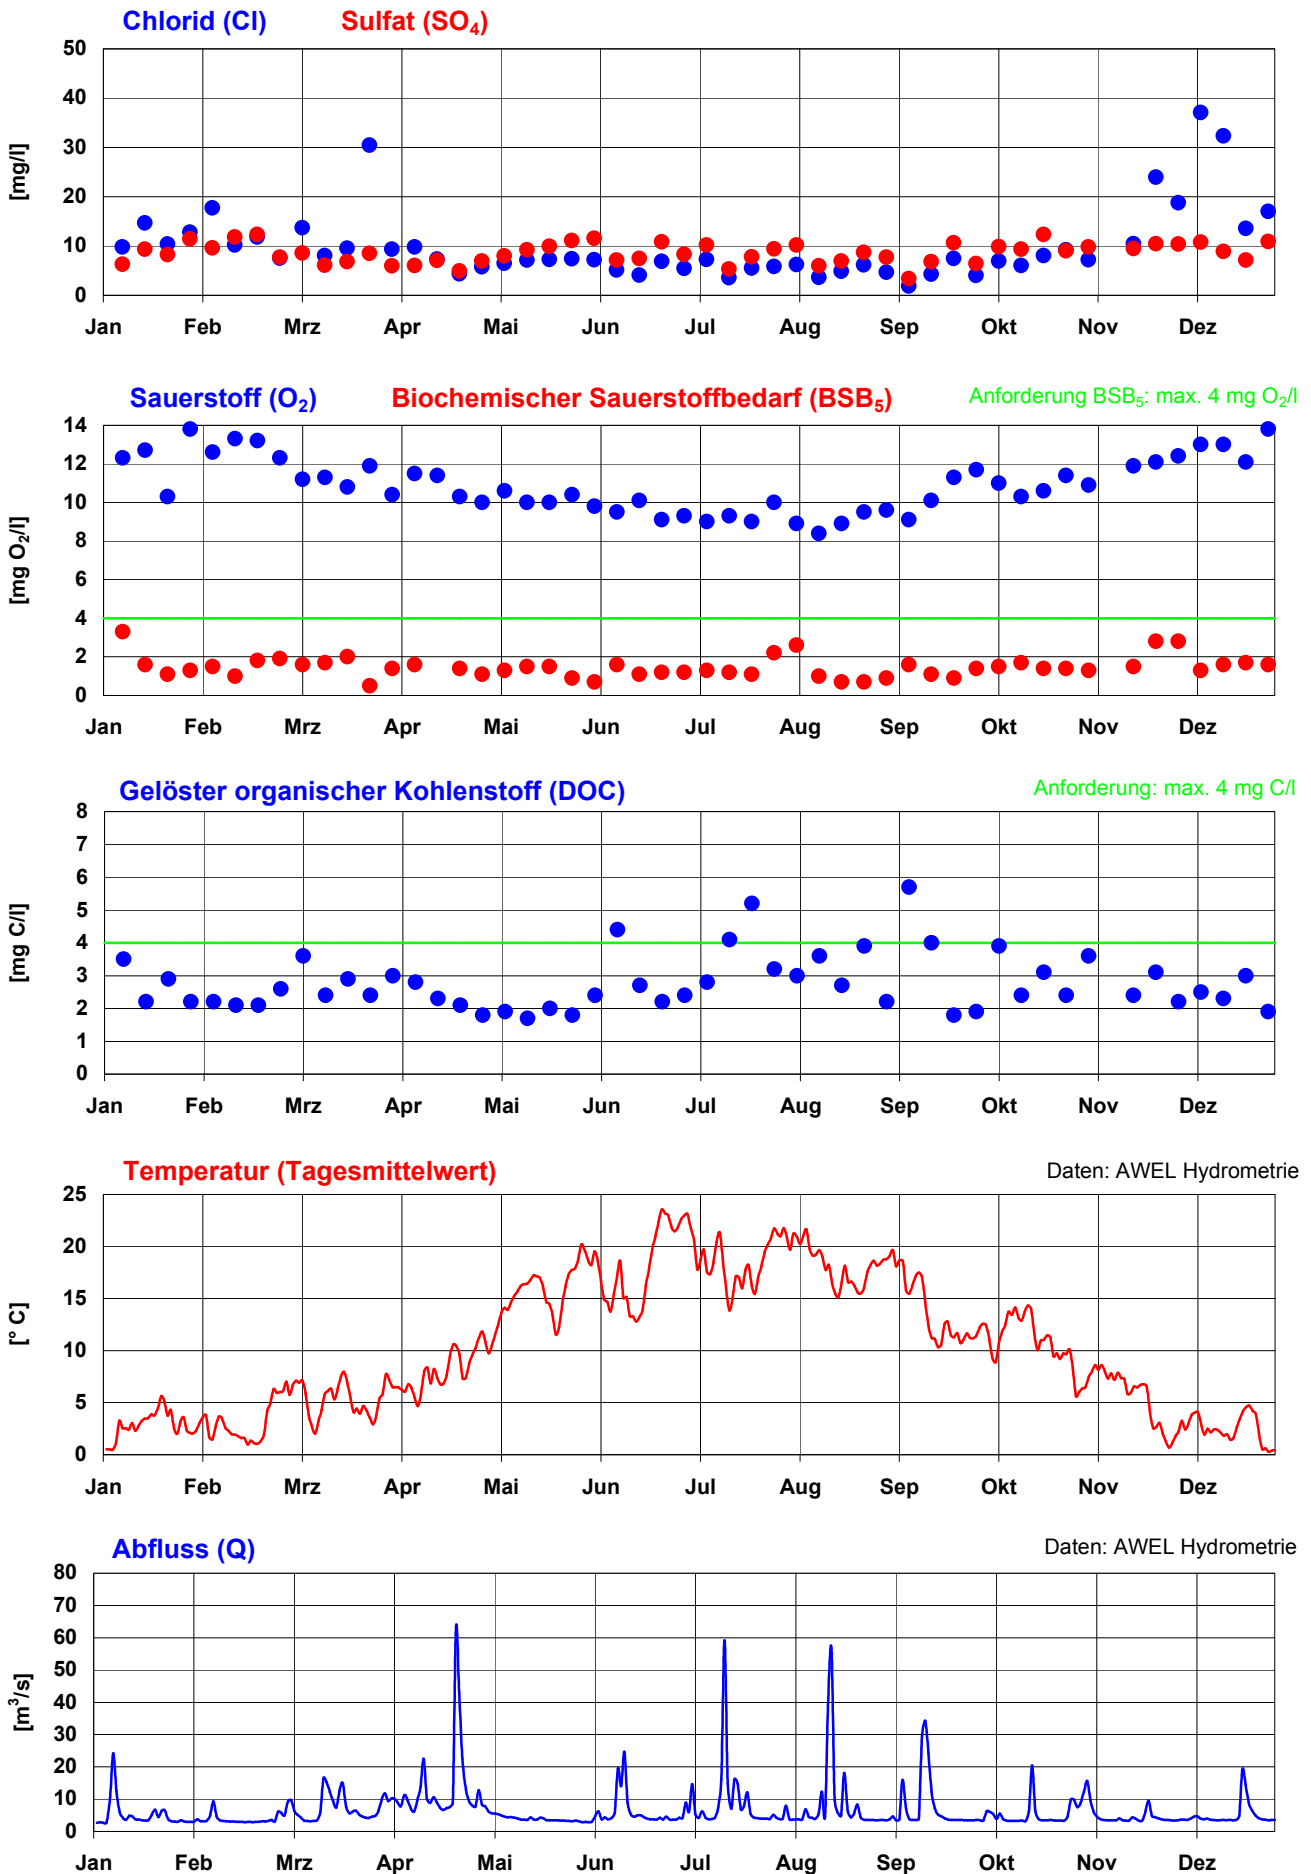 Chlorid (Cl) Sulfat (SO₄)
50
40
30
20
10
0
[mg/l]
Jan Feb Mrz Apr Mai Jun Jul Aug Sep Okt Nov Dez
Sauerstoff (O₂) Biochemischer Sauerstoffbedarf (BSB₅) Anforderung BSB₅: max. 4 mg O₂/l
14
12
10
8
6
4
2
0
[mg O₂/l]
Jan Feb Mrz Apr Mai Jun Jul Aug Sep Okt Nov Dez
Gelöster organischer Kohlenstoff (DOC) Anforderung: max. 4 mg C/l
8
7
6
5
4
3
2
1
0
[mg C/l]
Jan Feb Mrz Apr Mai Jun Jul Aug Sep Okt Nov Dez
Temperatur (Tagesmittelwert) Daten: AWEL Hydrometrie
25
20
15
10
5
0
[° C]
Jan Feb Mrz Apr Mai Jun Jul Aug Sep Okt Nov Dez
Abfluss (Q) Daten: AWEL Hydrometrie
80
70
60
50
40
30
20
10
0
[m³/s]
Jan Feb Mrz Apr Mai Jun Jul Aug Sep Okt Nov Dez